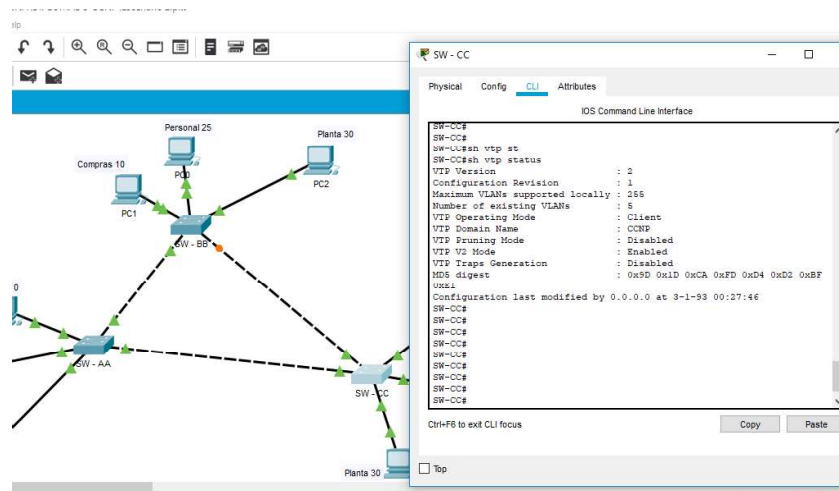 SW - CC
Physical Config CLI Attributes
IOS Command Line Interface
SW-CC#
SW-CC#
SW-CC#sh vtp st
SW-CC#sh vtp status
VTP Version : 2
Configuration Revision : 1
Maximum VLANs supported locally : 255
Number of existing VLANs : 5
VTP Operating Mode : Client
VTP Domain Name : CCNP
VTP Pruning Mode : Disabled
VTP V2 Mode : Enabled
VTP Traps Generation : Disabled
MD5 digest : 0x9D 0x1D 0xCA 0xFD 0xD4 0xD2 0xBF
0xE1
Configuration last modified by 0.0.0.0 at 3-1-93 00:27:46
SW-CC#
SW-CC#
SW-CC#
SW-CC#
SW-CC#
SW-CC#
SW-CC#
SW-CC#
Ctrl+F6 to exit CLI focus
Copy Paste
Top
Personal 25
Planta 30
Compras 10
PC0
PC2
PC1
SW - BB
0
SW - AA
SW - CC
Planta 30